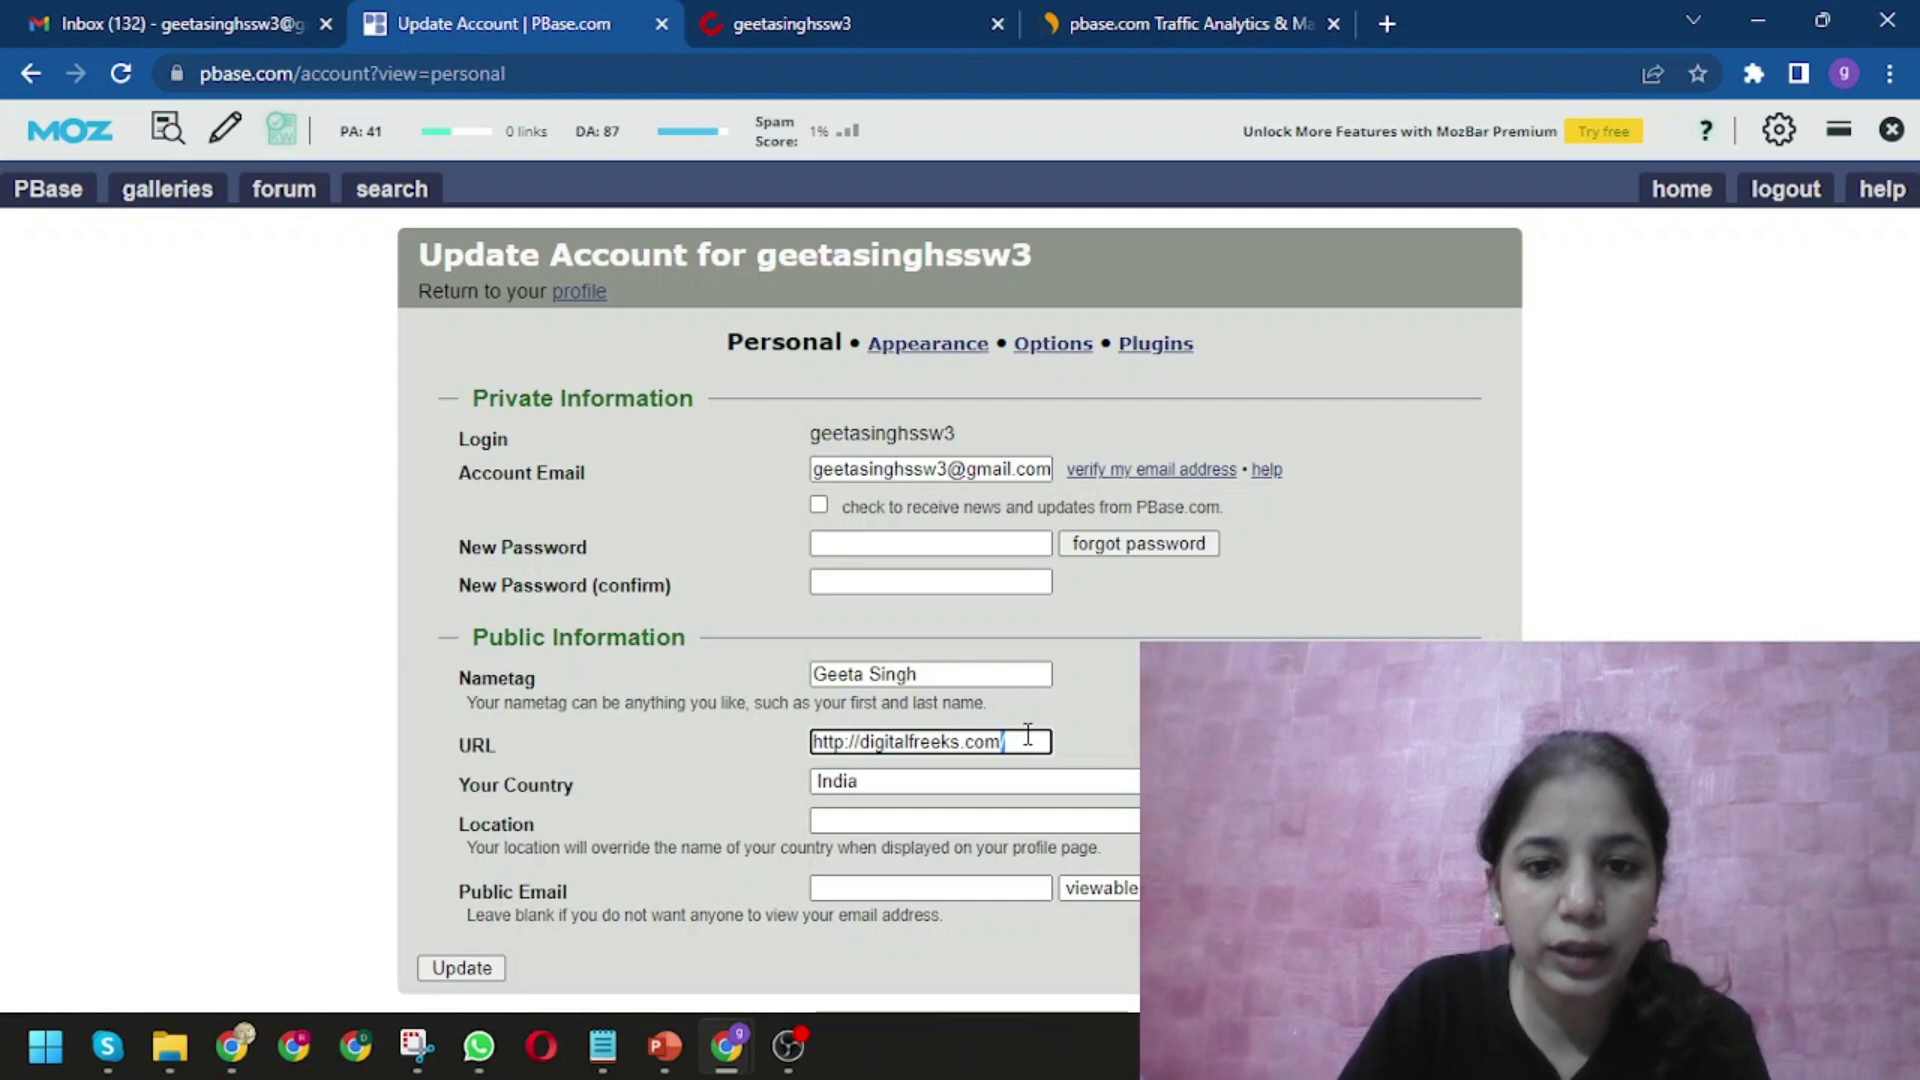 Inbox (132) - geetasinghssw3@g
Update Account | PBase.com
geetasinghssw3
pbase.com Traffic Analytics & Ma
pbase.com/account?view=personal
g
MOZ
PA: 41
0 links
DA: 87
Spam Score:
1%
Unlock More Features with MozBar Premium
Try free
?
PBase
galleries
forum
search
home
logout
help
Update Account for geetasinghssw3
Return to your profile
Personal • Appearance • Options • Plugins
Private Information
Login
geetasinghssw3
Account Email
geetasinghssw3@gmail.com
verify my email address • help
check to receive news and updates from PBase.com.
New Password
forgot password
New Password (confirm)
Public Information
Nametag
Geeta Singh
Your nametag can be anything you like, such as your first and last name.
URL
http://digitalfreeks.com/
Your Country
India
Location
Your location will override the name of your country when displayed on your profile page.
Public Email
viewable
Leave blank if you do not want anyone to view your email address.
Update